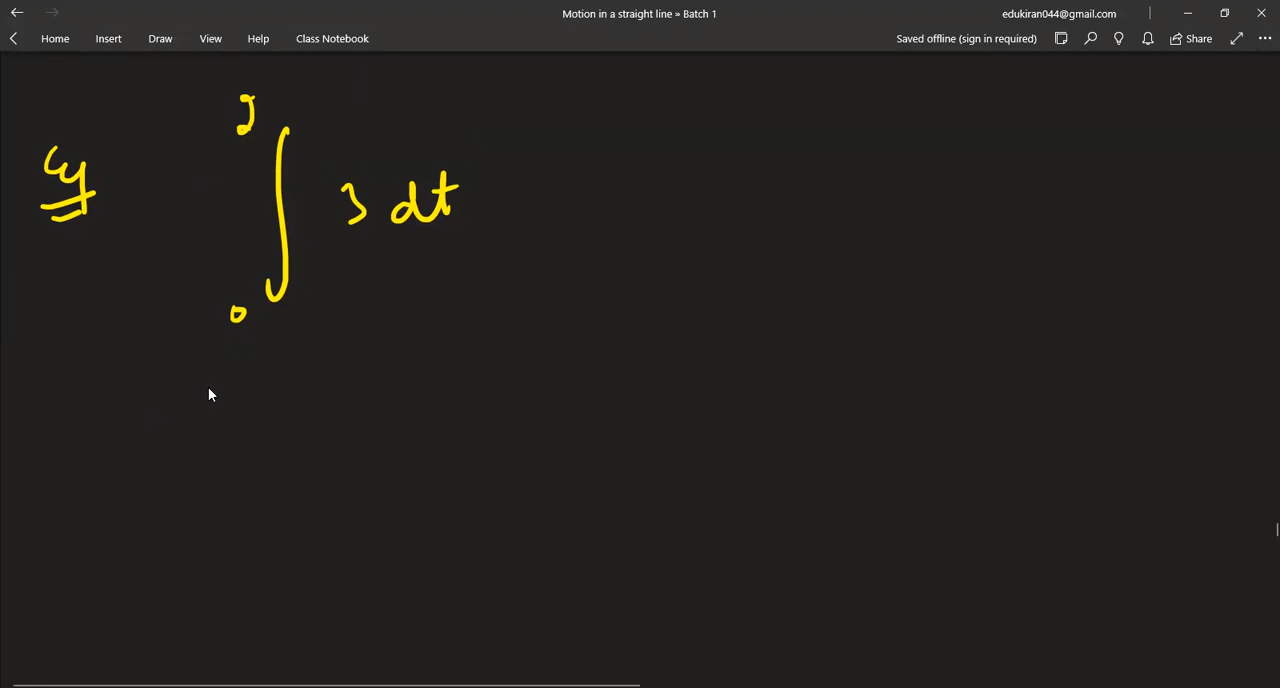 Motion in a straight line » Batch 1
edukiran044@gmail.com
Home Insert Draw View Help Class Notebook
Saved offline (sign in required)
Share
2
∫ 3 dt
0